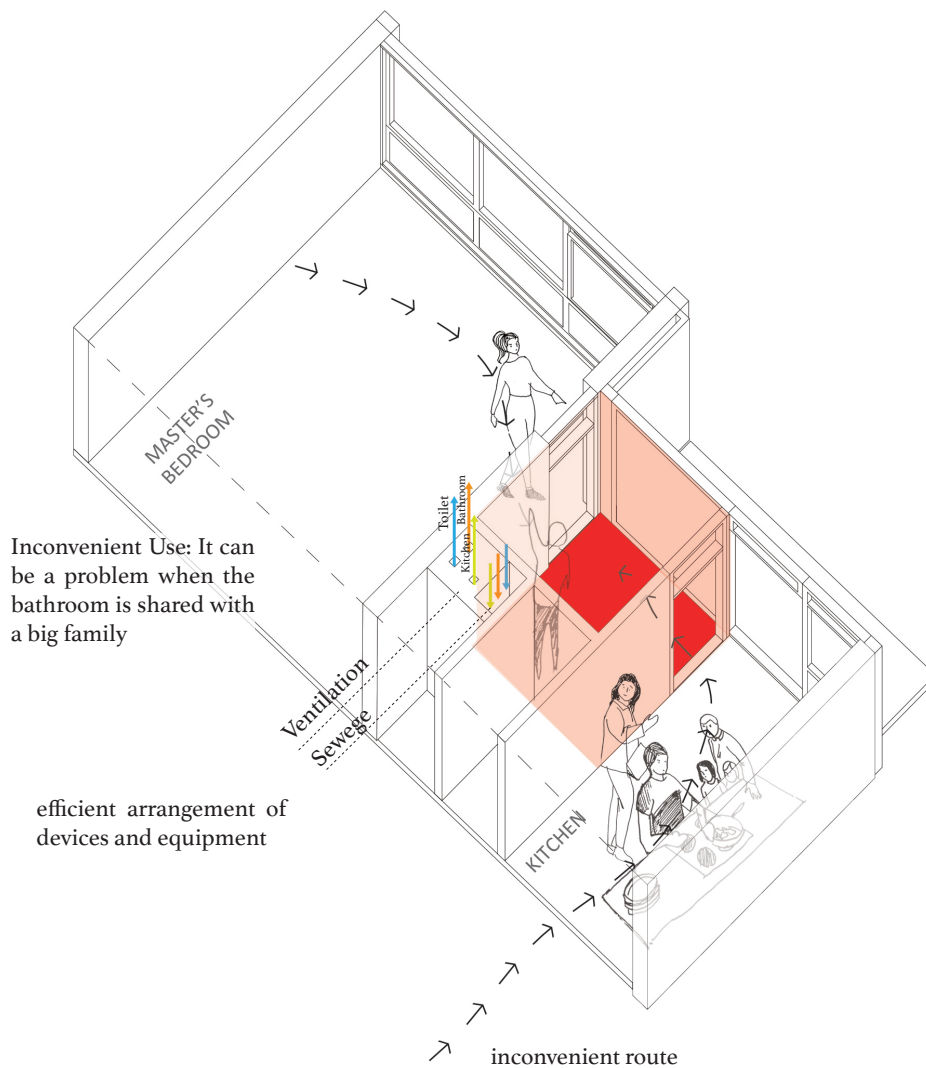 MASTER'S
BEDROOM
Toilet
Bathroom
Kitchen
Inconvenient Use: It can
be a problem when the
bathroom is shared with
a big family
Ventilation
Sewege
efficient arrangement of
devices and equipment
KITCHEN
inconvenient route